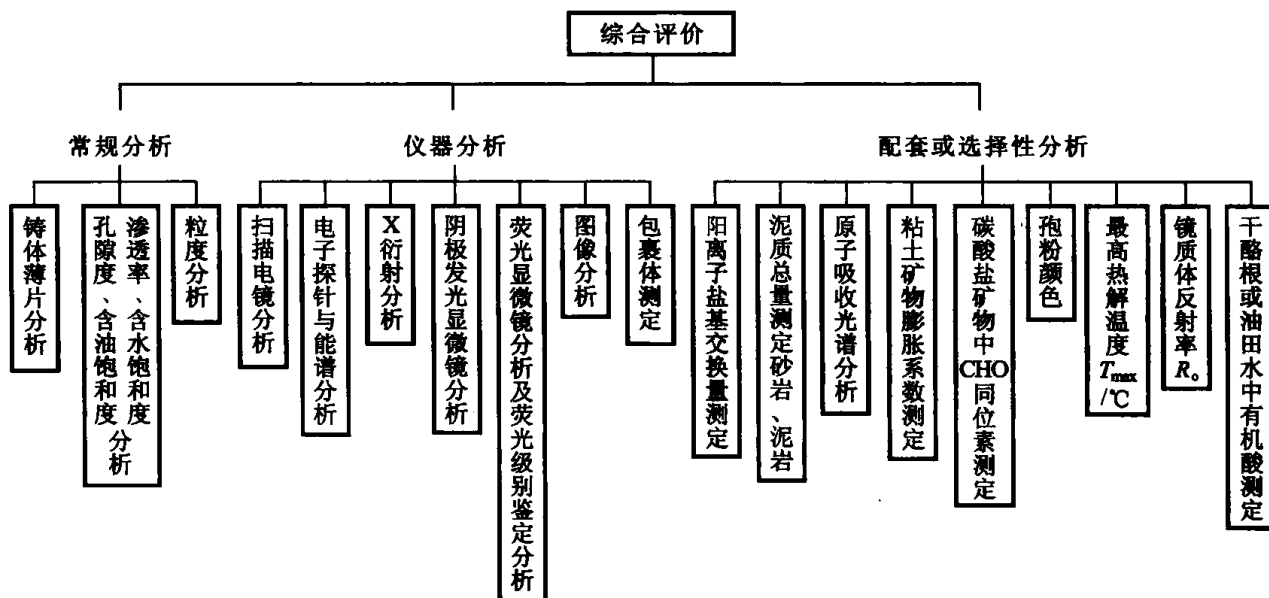 综合评价
常规分析
仪器分析
配套或选择性分析
铸体薄片分析
渗透率、含水饱和度
孔隙度、含油饱和度
分析
粒度分析
扫描电镜分析
电子探针与能谱分析
X衍射分析
阴极发光显微镜分析
荧光显微镜分析及荧光级别鉴定分析
图像分析
包裹体测定
阳离子盐基交换量测定
泥质总量测定砂岩、泥岩
原子吸收光谱分析
粘土矿物膨胀系数测定
碳酸盐矿物中CHO同位素测定
孢粉颜色
最高热解温度Tmax/℃
镜质体反射率R。
干酪根或油田水中有机酸测定